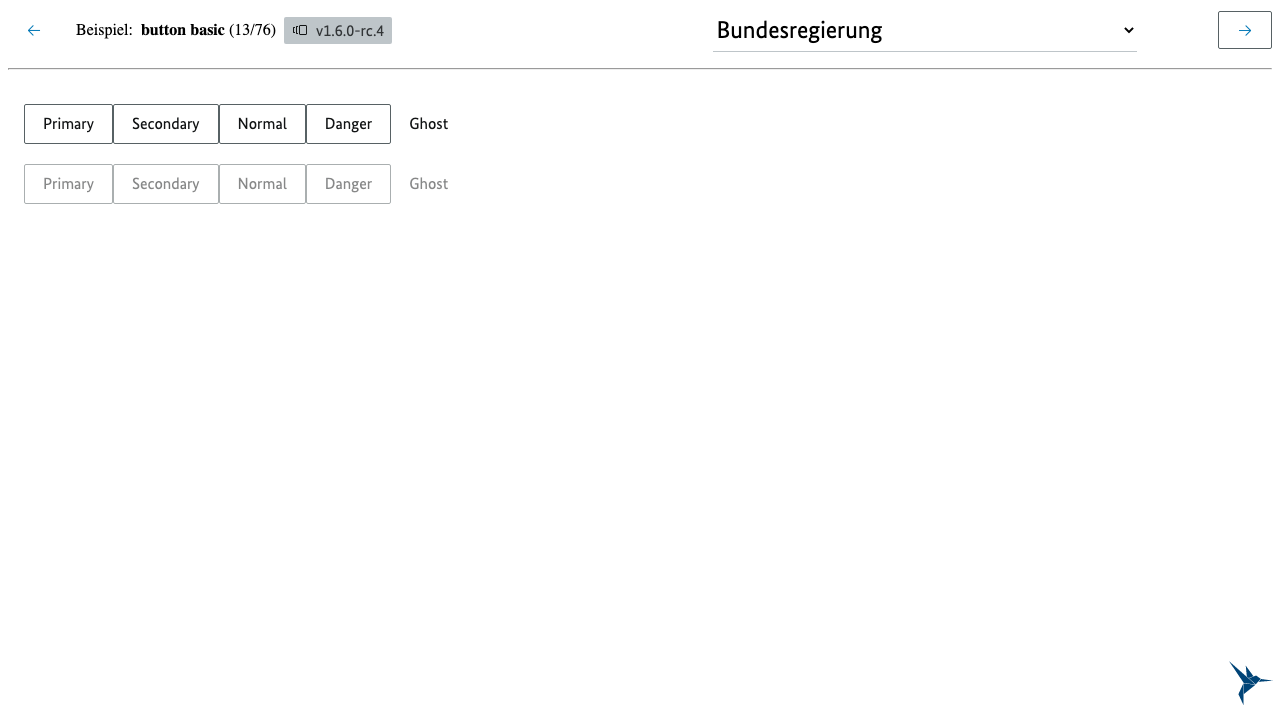 ← Beispiel: button basic (13/76) v1.6.0-rc.4 Bundesregierung →
Primary Secondary Normal Danger Ghost
Primary Secondary Normal Danger Ghost